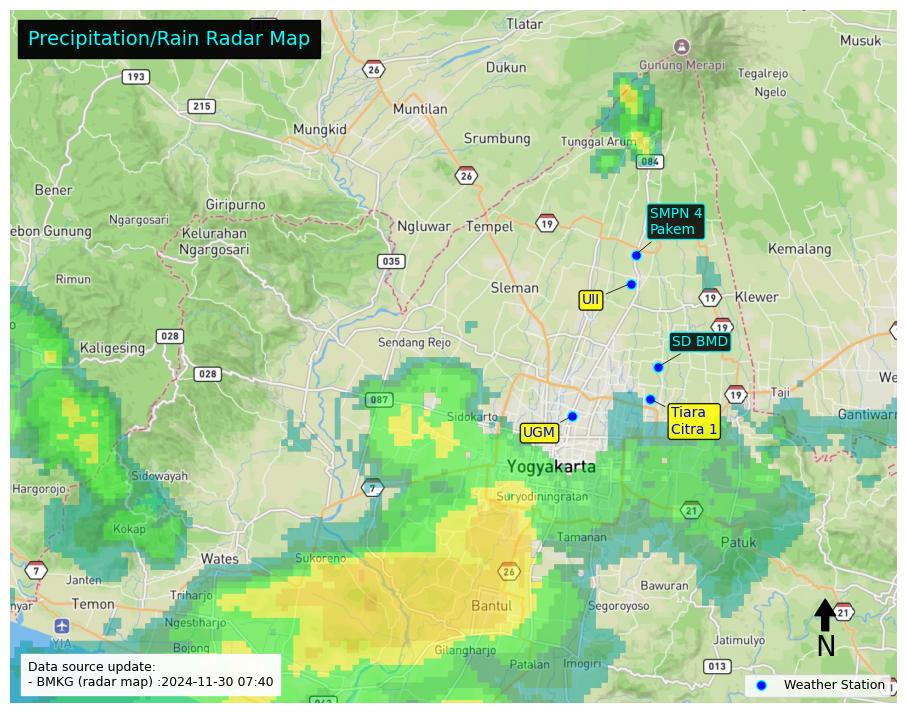 Precipitation/Rain Radar Map
Tlatar
Musuk
Gunung Merapi
26
193
Dukun
Tegalrejo
Ngelo
215
Muntilan
Mungkid
Srumbung
Tunggal Arum
084
26
Bener
Giripurno
SMPN 4
Pakem
Ngargosari
ebon Gunung
Kelurahan
Ngargosari
Ngluwar
Tempel
19
Kemalang
035
Rimun
Sleman
UII
19
Klewer
19
028
Kaligesing
Sendang Rejo
SD BMD
028
087
Taji
We
19
Sidokarto
Tiara
Citra 1
Gantiwarn
UGM
Yogyakarta
Sidowayah
Hargorojo
7
Suryodiningratan
21
Kokap
Tamanan
Patuk
Wates
Sukoreno
7
26
Janten
Bawuran
Triharjo
nyar
Temon
Bantul
Segoroyoso
21
Ngestiharjo
YIA
N
Bojong
Gilangharjo
Jatimulyo
Patalan
Imogiri
013
Data source update:
- BMKG (radar map) :2024-11-30 07:40
Weather Station